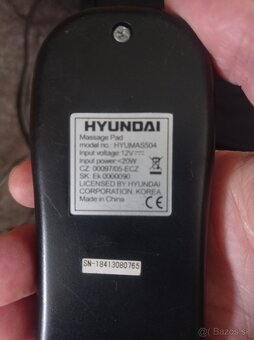 HYUNDAI
Massage Pad
model no.: HYUMAS504
Input voltage: 12V
Input power: <20W
CZ: 00097/05-ECZ
SK: Ek 0000090
LICENSED BY HYUNDAI
CORPORATION. KOREA
Made in China
SN-18413080765
© bazos.sk